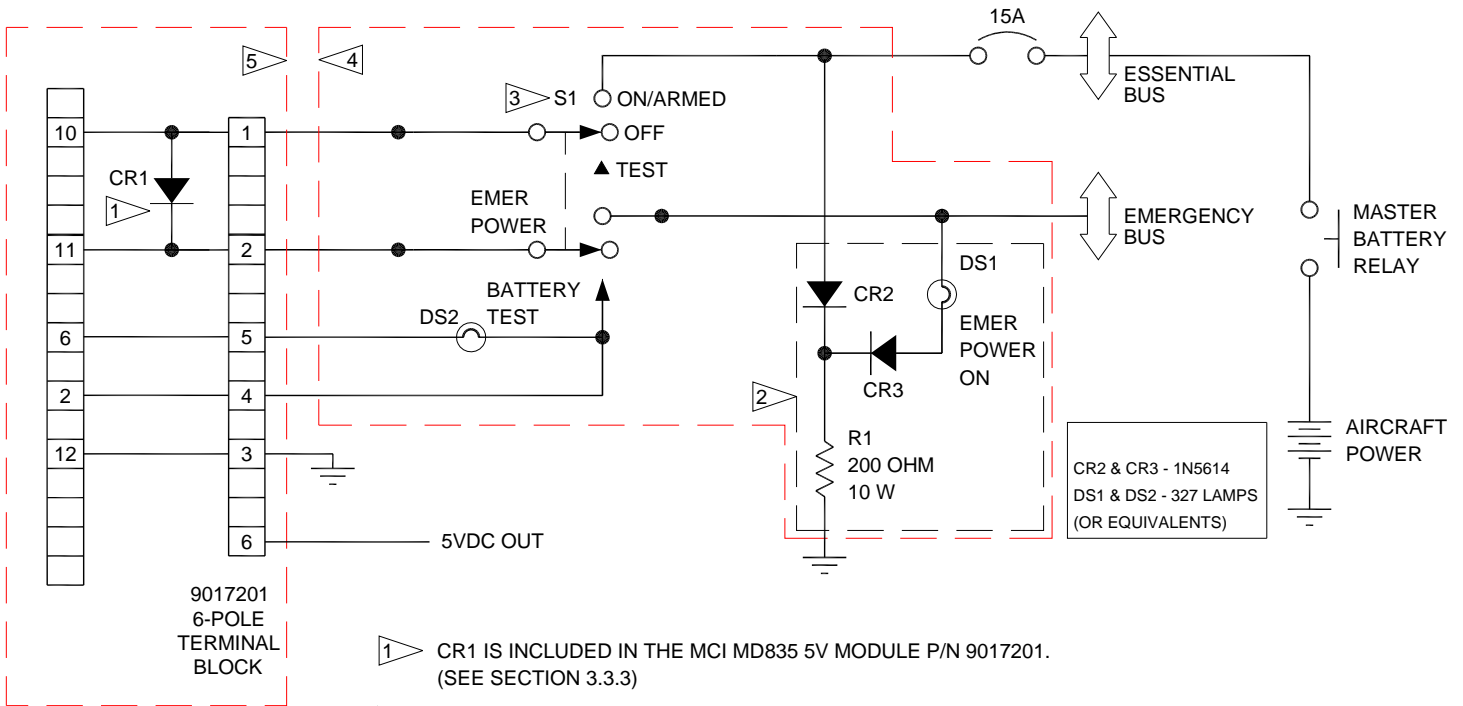 15A
5
4
ESSENTIAL
BUS
3 S1 ON/ARMED
10
1
OFF
CR1
TEST
1
EMER
POWER
EMERGENCY
BUS
MASTER
BATTERY
RELAY
11
2
DS1
BATTERY
TEST
CR2
DS2
EMER
POWER
ON
6
5
CR3
2
4
2
R1
200 OHM
10 W
AIRCRAFT
POWER
12
3
CR2 & CR3 - 1N5614
DS1 & DS2 - 327 LAMPS
(OR EQUIVALENTS)
6
5VDC OUT
9017201
6-POLE
TERMINAL
BLOCK
1 CR1 IS INCLUDED IN THE MCI MD835 5V MODULE P/N 9017201.
(SEE SECTION 3.3.3)